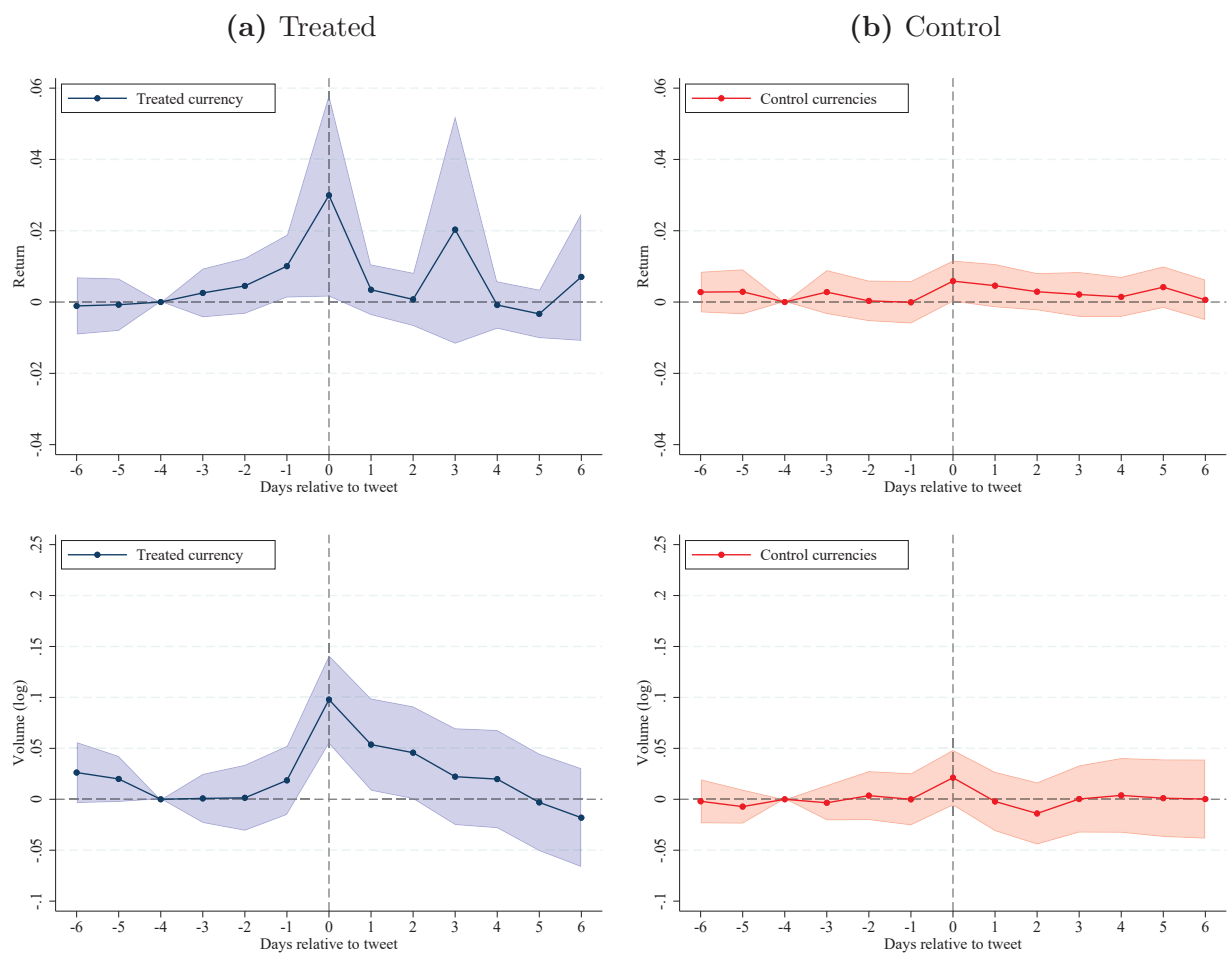 (a) Treated
(b) Control
Treated currency
Return
.06
.04
.02
0
-.02
-.04
-6 -5 -4 -3 -2 -1 0 1 2 3 4 5 6
Days relative to tweet
Control currencies
Return
.06
.04
.02
0
-.02
-.04
-6 -5 -4 -3 -2 -1 0 1 2 3 4 5 6
Days relative to tweet
Treated currency
Volume (log)
.25
.2
.15
.1
.05
0
-.05
-.1
-6 -5 -4 -3 -2 -1 0 1 2 3 4 5 6
Days relative to tweet
Control currencies
Volume (log)
.25
.2
.15
.1
.05
0
-.05
-.1
-6 -5 -4 -3 -2 -1 0 1 2 3 4 5 6
Days relative to tweet